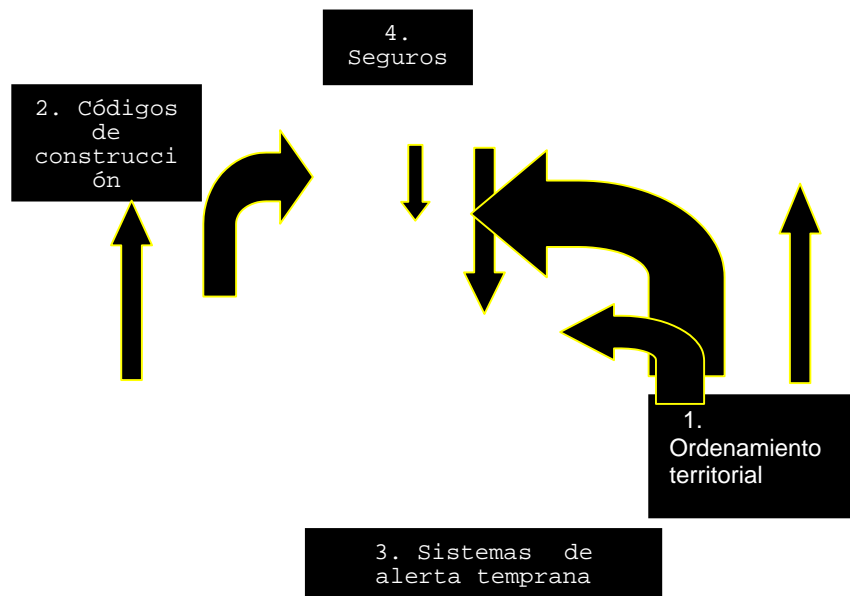 4.
Seguros
2. Códigos
de
construcci
ón
1.
Ordenamiento
territorial
3. Sistemas de
alerta temprana